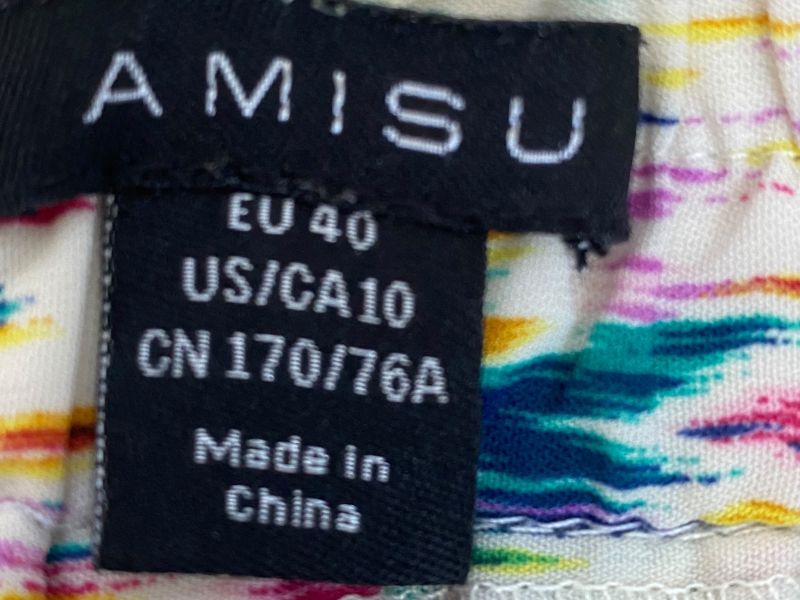 AMISU
EU 40
US/CA10
CN 170/76A
Made in
China